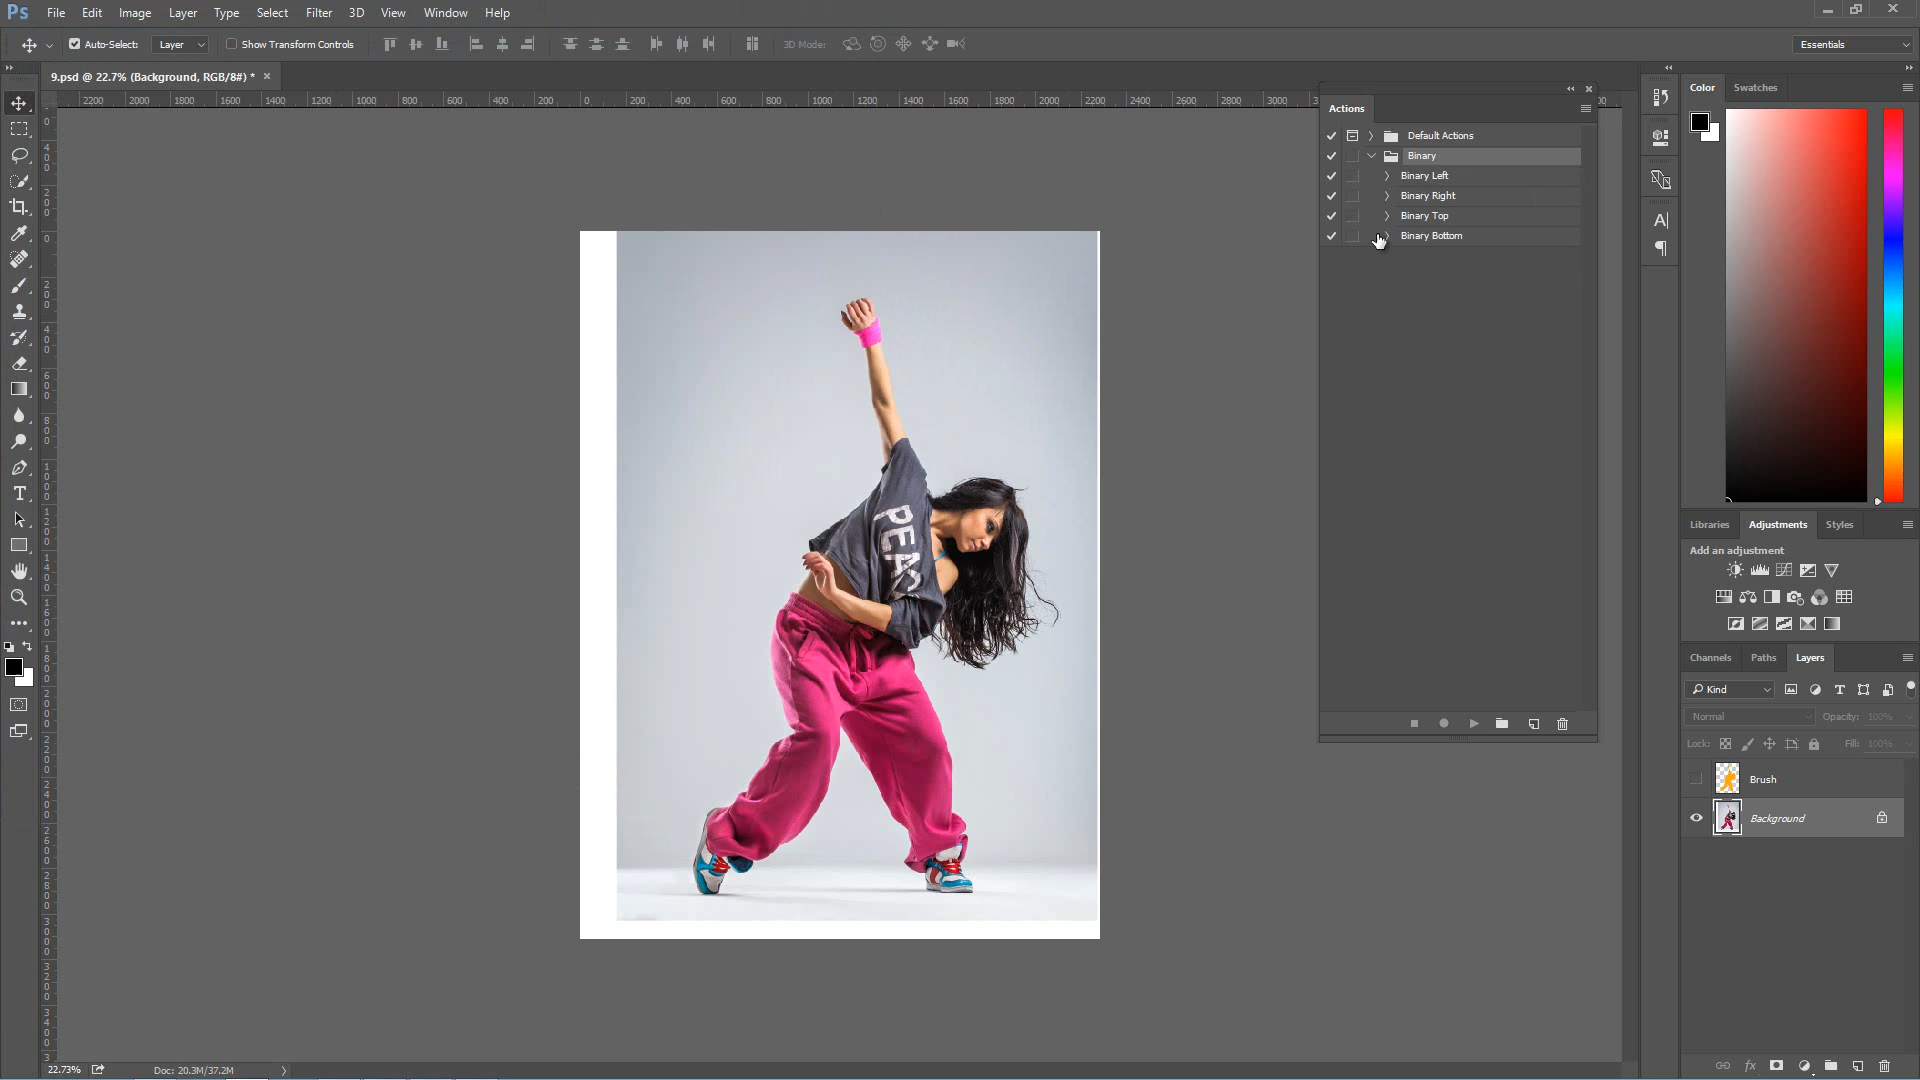 Ps File Edit Image Layer Type Select Filter 3D View Window Help
Auto-Select: Layer Show Transform Controls 3D Mode: Essentials
9.psd @ 22.7% (Background, RGB/8#) * ×
2200 2000 1800 1600 1400 1200 1000 800 600 400 200 0 200 400 600 800 1000 1200 1400 1600 1800 2000 2200 2400 2600 2800 3000
Actions
Default Actions
Binary
Binary Left
Binary Right
Binary Top
Binary Bottom
Color Swatches
PEAC
Libraries Adjustments Styles
Add an adjustment
Channels Paths Layers
Kind
Normal Opacity: 100%
Lock: Fill: 100%
Brush
Background
22.73% Doc: 20.3M/37.2M